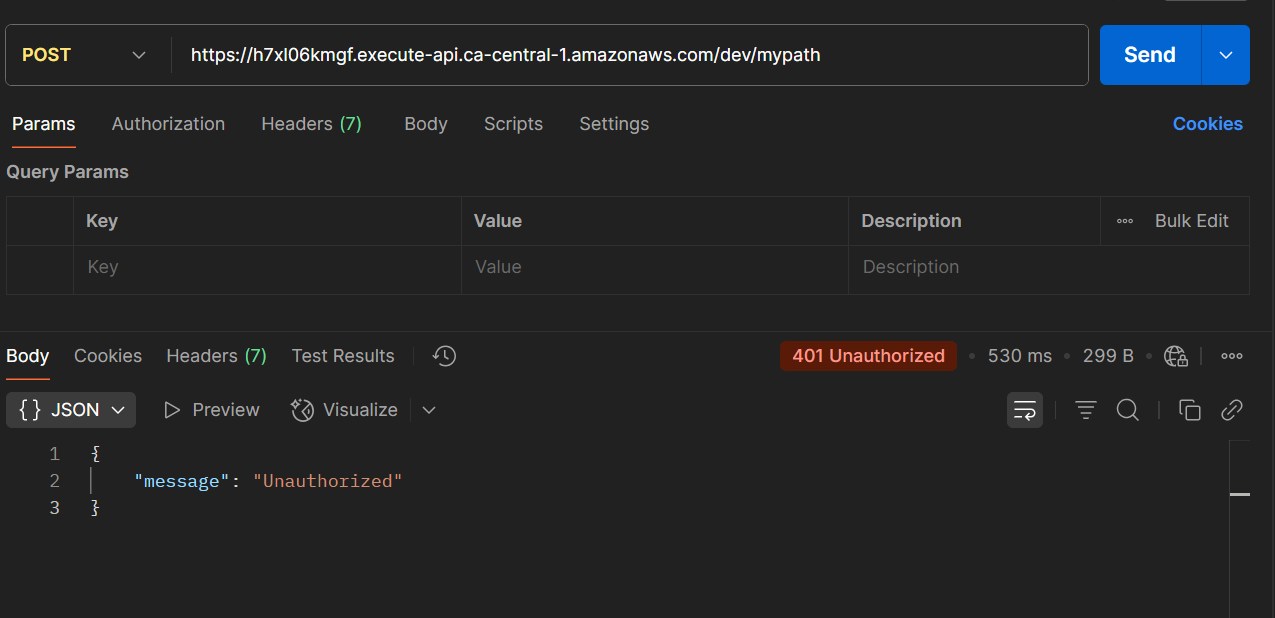 POST https://h7xl06kmgf.execute-api.ca-central-1.amazonaws.com/dev/mypath Send
Params Authorization Headers (7) Body Scripts Settings Cookies
Query Params
Key Value Description Bulk Edit
Key Value Description
Body Cookies Headers (7) Test Results 401 Unauthorized 530 ms 299 B
{} JSON Preview Visualize
1 {
2 "message": "Unauthorized"
3 }